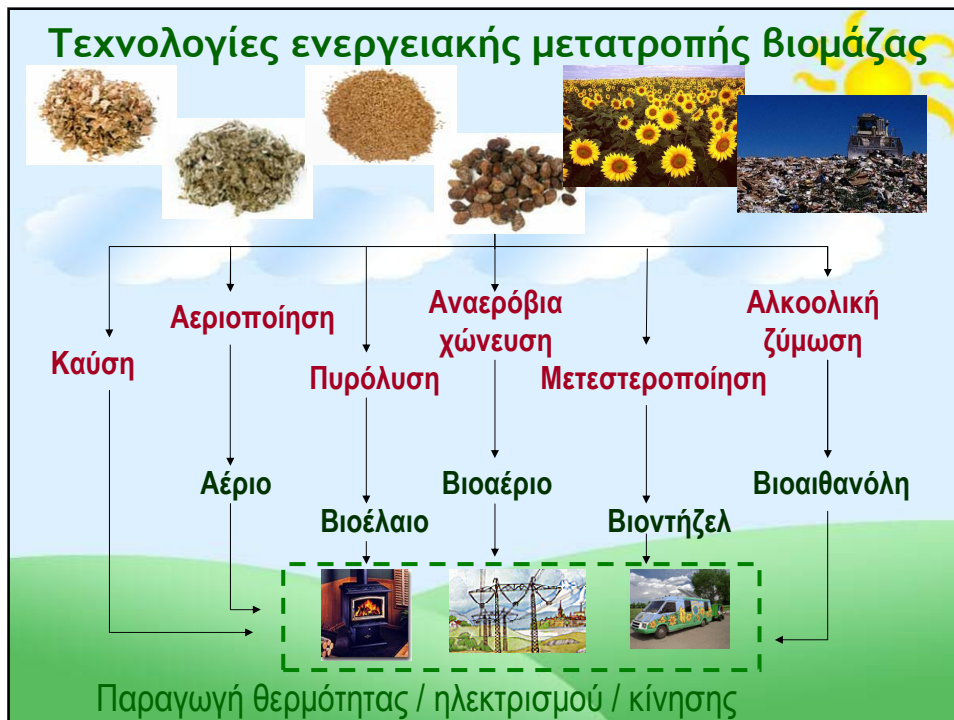 Τεχνολογίες ενεργειακής μετατροπής βιομάζας
Καύση
Αεριοποίηση
Πυρόλυση
Αναερόβια
χώνευση
Μετεστεροποίηση
Αλκοολική
ζύμωση
Αέριο
Βιοέλαιο
Βιοαέριο
Βιοντήζελ
Βιοαιθανόλη
Παραγωγή θερμότητας / ηλεκτρισμού / κίνησης